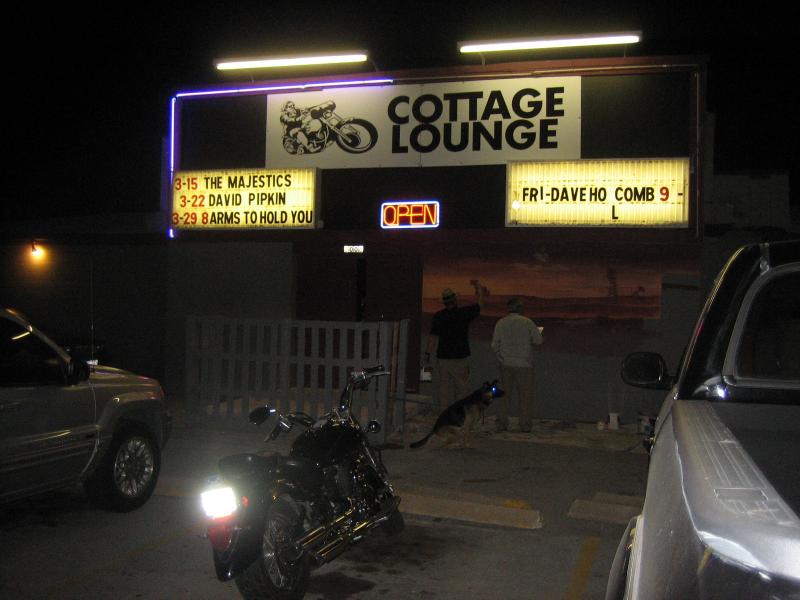 COTTAGE
LOUNGE
3-15 THE MAJESTICS
3-22 DAVID PIPKIN
3-29 8 ARMS TO HOLD YOU
OPEN
FRI-DAVE HO COMB 9 -
L